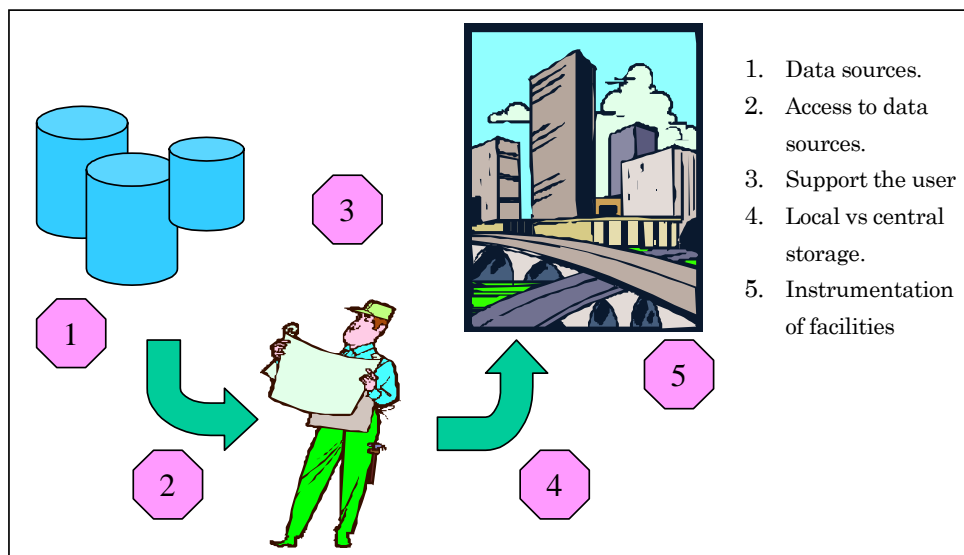 1. Data sources.
2. Access to data
sources.
3. Support the user
4. Local vs central
storage.
5. Instrumentation
of facilities
3
1
5
2
4